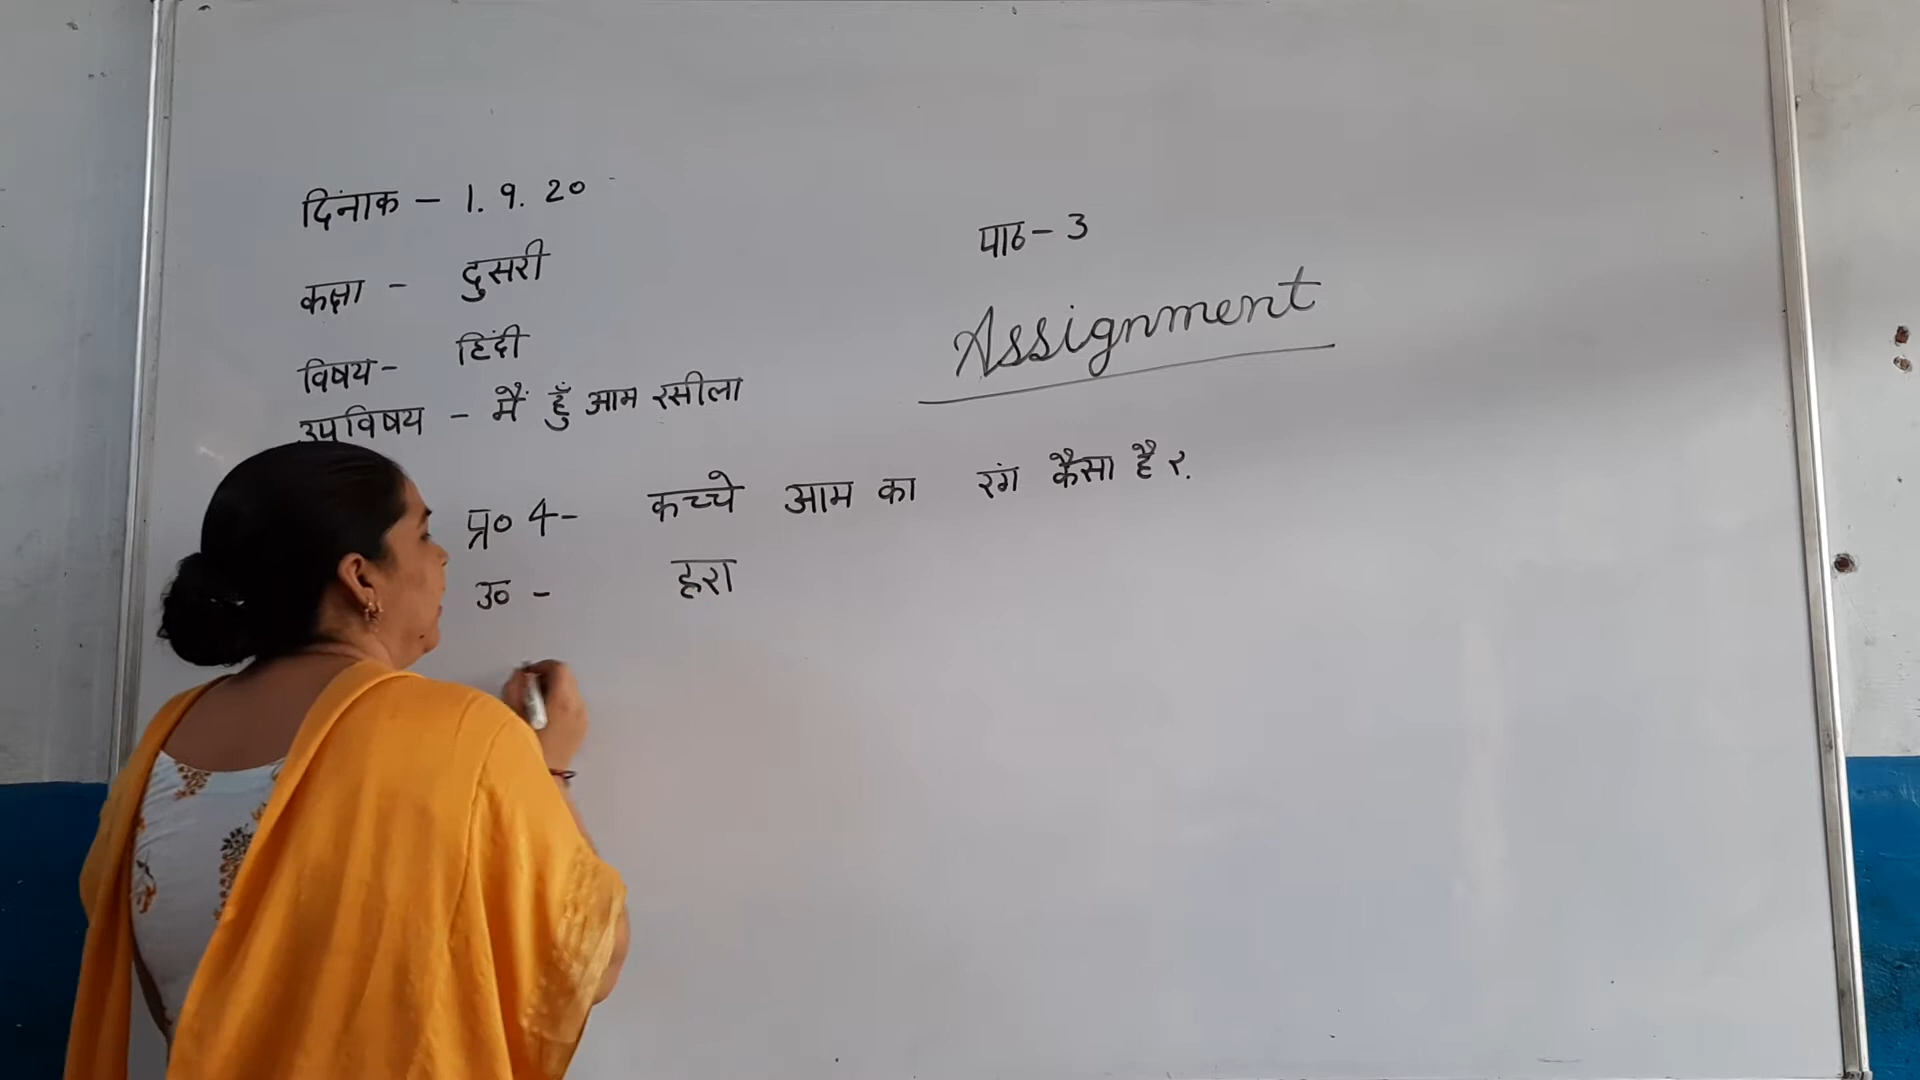 दिंनाक - 1. 9. 20
कक्षा - दुसरी
विषय - हिंदी
उपविषय - मैं हुँ आम रसीला
पाठ - 3
Assignment
प्र० 4- कच्चे आम का रंग कैसा है ?
उ० - हरा